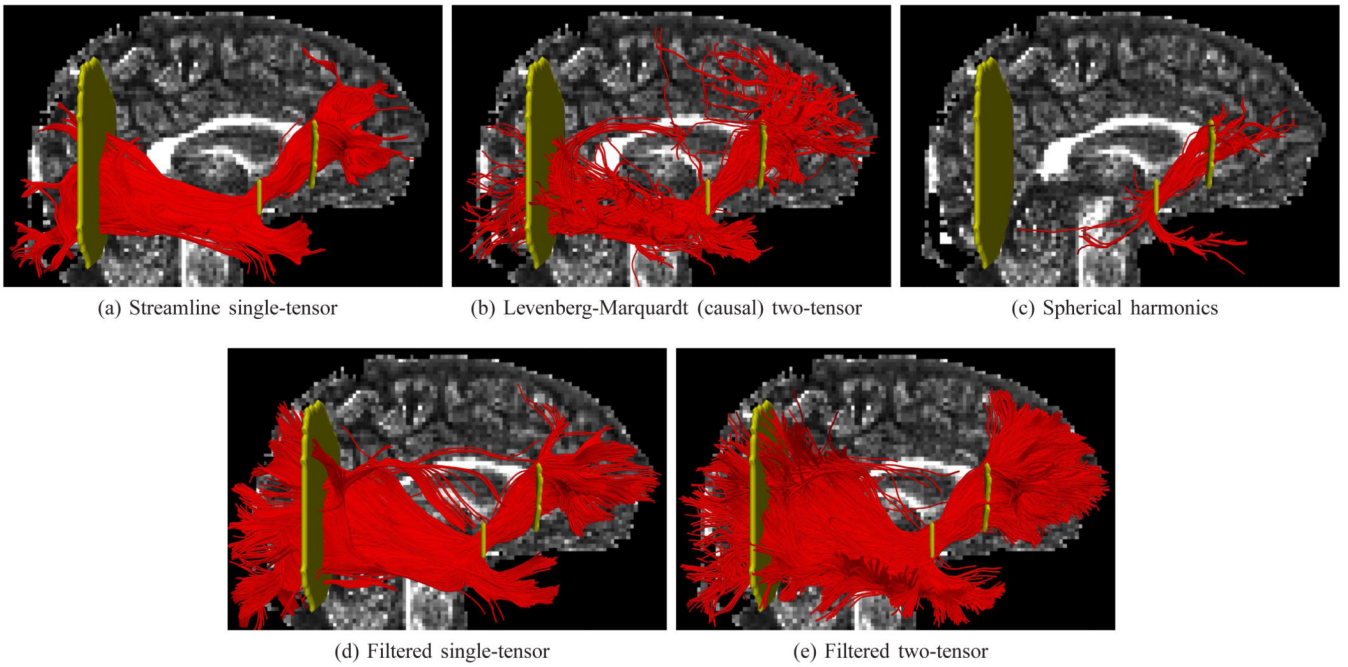 (a) Streamline single-tensor
(b) Levenberg-Marquardt (causal) two-tensor
(c) Spherical harmonics
(d) Filtered single-tensor
(e) Filtered two-tensor